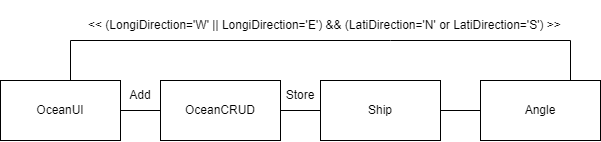 << (LongiDirection='W' || LongiDirection='E') && (LatiDirection='N' or LatiDirection='S') >>
Add
Store
OceanUI
OceanCRUD
Ship
Angle